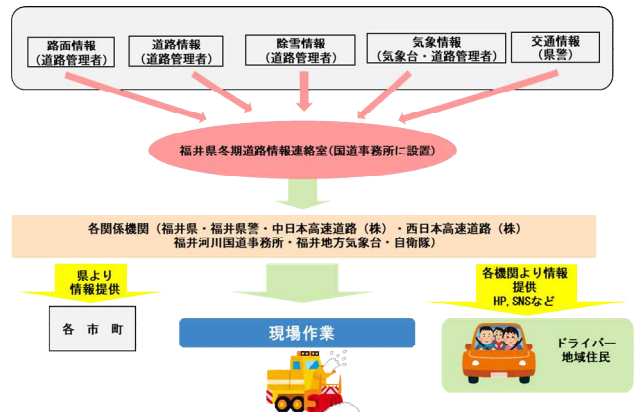 路面情報
(道路管理者)
道路情報
(道路管理者)
除雪情報
(道路管理者)
気象情報
(気象台・道路管理者)
交通情報
(県警)
福井県冬期道路情報連絡室(国道事務所に設置)
各関係機関(福井県・福井県警・中日本高速道路(株)・西日本高速道路(株)
福井河川国道事務所・福井地方気象台・自衛隊)
県より
情報提供
各機関より情報
提供
HP,SNSなど
各 市 町
現場作業
ドライバー
地域住民